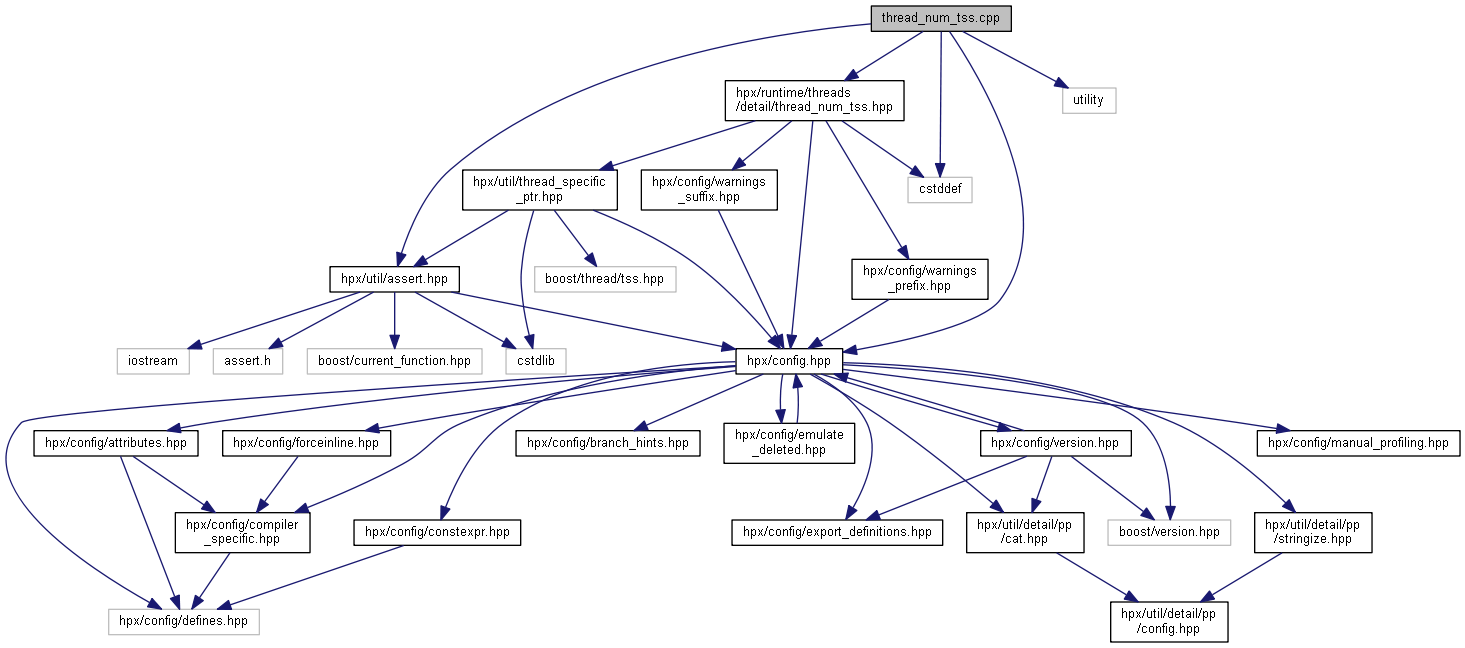 thread_num_tss.cpp
hpx/runtime/threads
/detail/thread_num_tss.hpp
utility
hpx/util/thread_specific
_ptr.hpp
hpx/config/warnings
_suffix.hpp
cstddef
hpx/util/assert.hpp
boost/thread/tss.hpp
hpx/config/warnings
_prefix.hpp
iostream
assert.h
boost/current_function.hpp
cstdlib
hpx/config.hpp
hpx/config/attributes.hpp
hpx/config/forceinline.hpp
hpx/config/branch_hints.hpp
hpx/config/emulate
_deleted.hpp
hpx/config/version.hpp
hpx/config/manual_profiling.hpp
hpx/config/compiler
_specific.hpp
hpx/config/constexpr.hpp
hpx/config/export_definitions.hpp
hpx/util/detail/pp
/cat.hpp
boost/version.hpp
hpx/util/detail/pp
/stringize.hpp
hpx/config/defines.hpp
hpx/util/detail/pp
/config.hpp